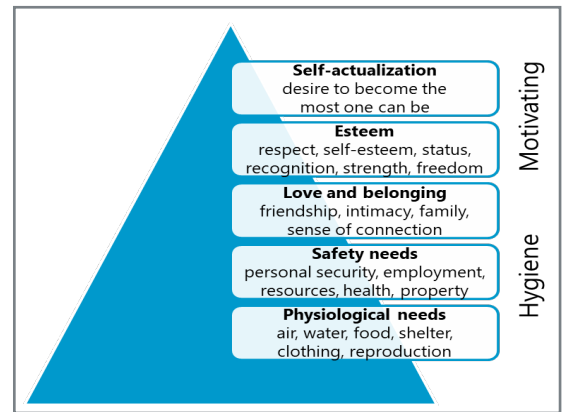 Self-actualization
desire to become the
most one can be
Esteem
respect, self-esteem, status,
recognition, strength, freedom
Love and belonging
friendship, intimacy, family,
sense of connection
Safety needs
personal security, employment,
resources, health, property
Physiological needs
air, water, food, shelter,
clothing, reproduction
Motivating
Hygiene